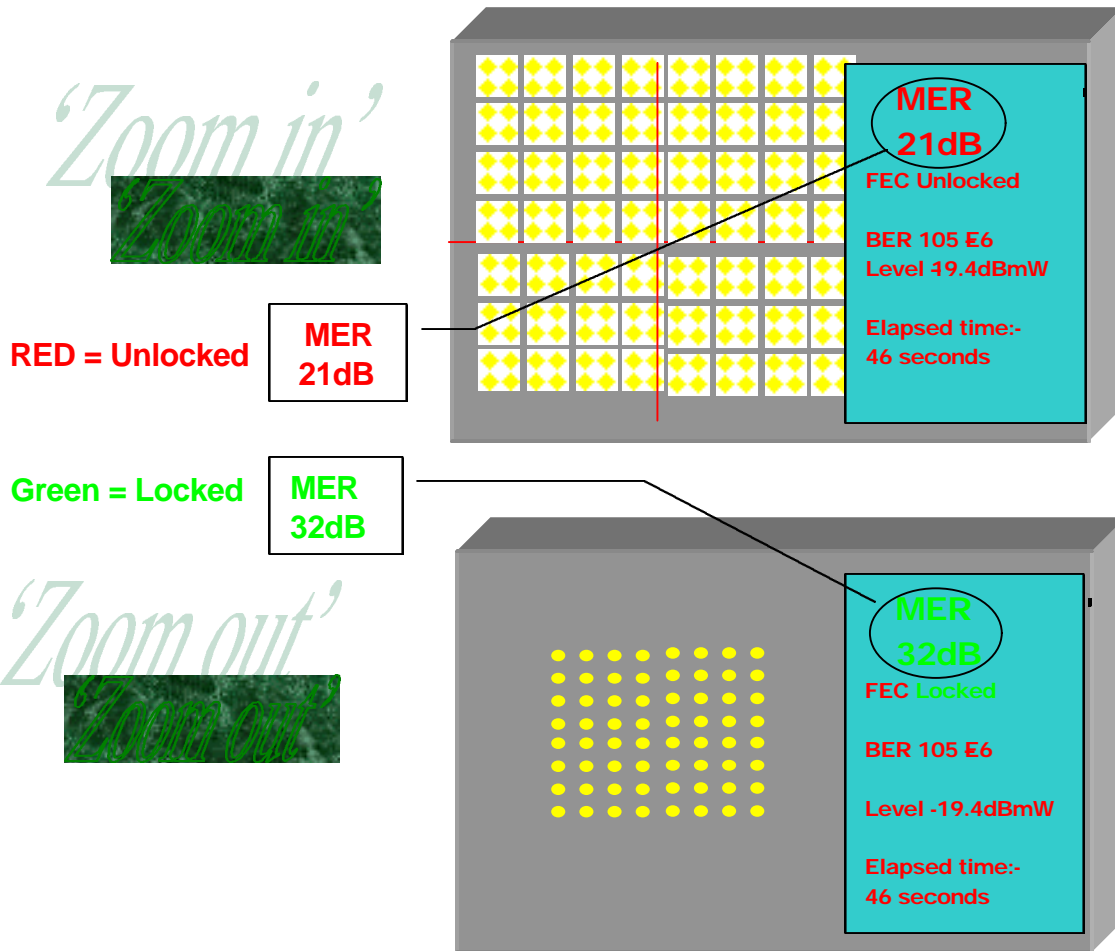 ‘Zoom in’
‘Zoom in’
RED = Unlocked
MER
21dB
MER
21dB
FEC Unlocked
BER 105 E6
Level -19.4dBmW
Elapsed time:-
46 seconds
Green = Locked
MER
32dB
‘Zoom out’
‘Zoom out’
MER
32dB
FEC Locked
BER 105 E6
Level -19.4dBmW
Elapsed time:-
46 seconds